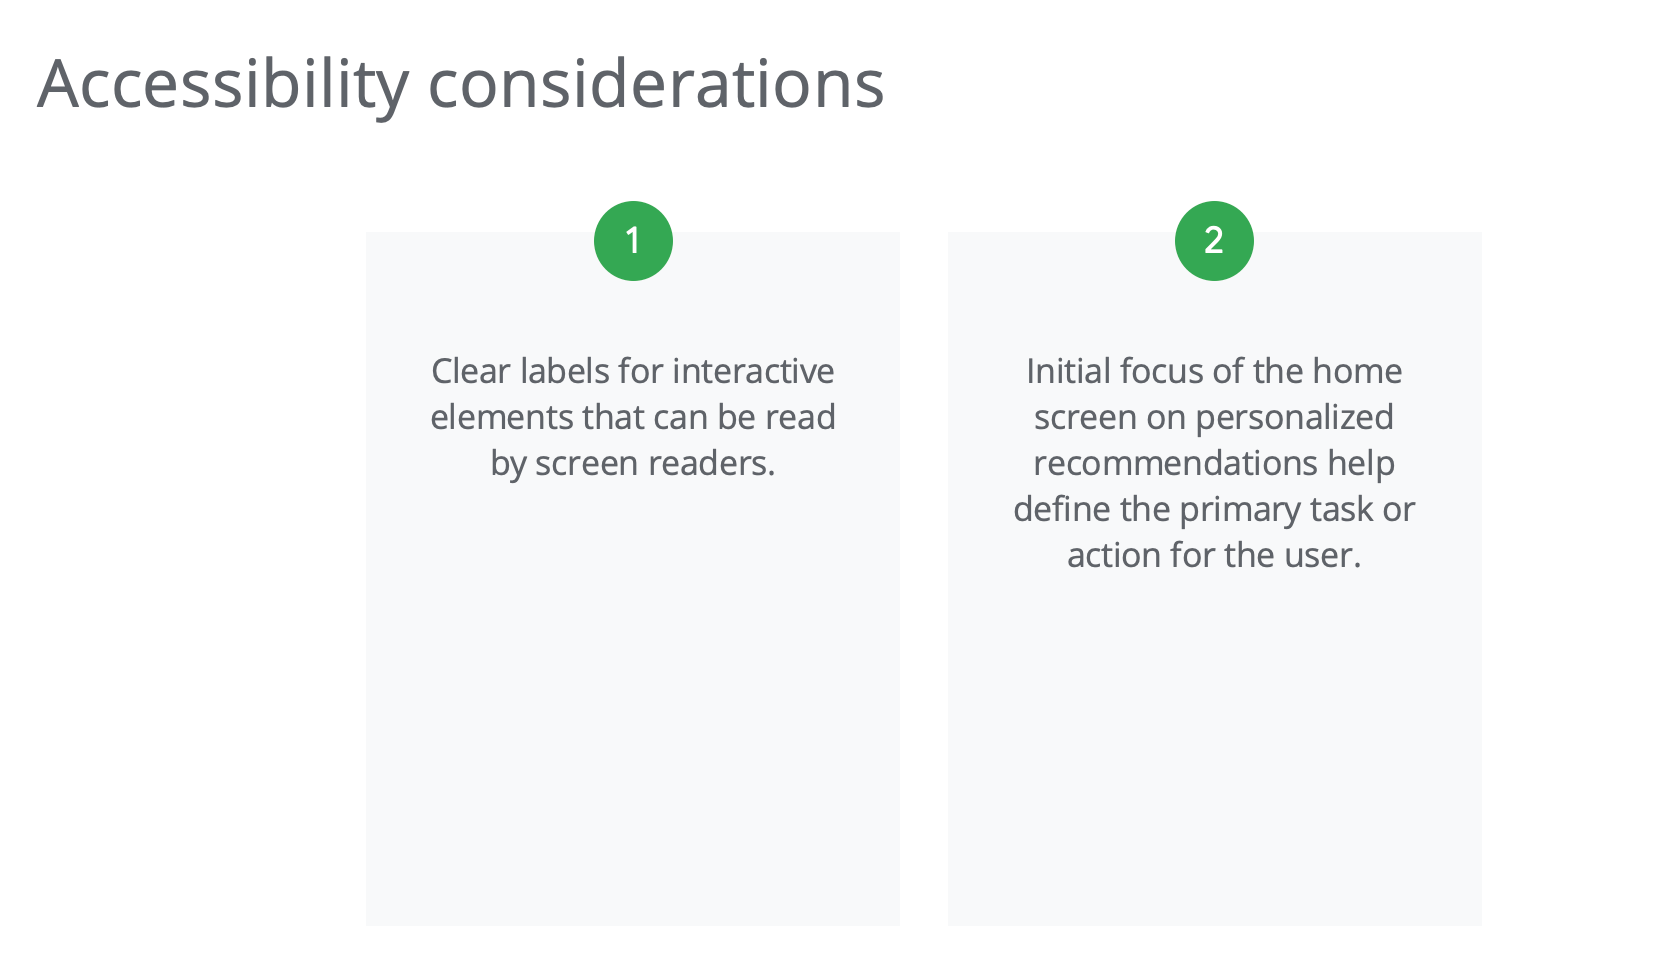 Accessibility considerations
1
Clear labels for interactive
elements that can be read
by screen readers.
2
Initial focus of the home
screen on personalized
recommendations help
define the primary task or
action for the user.